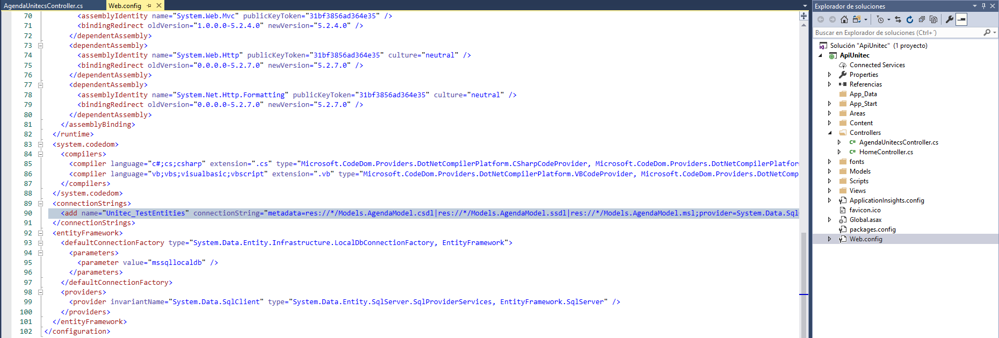 AgendaUnitecsController.cs
Web.config
70 <assemblyIdentity name="System.Web.Mvc" publicKeyToken="31bf3856ad364e35" />
71 <bindingRedirect oldVersion="1.0.0.0-5.2.4.0" newVersion="5.2.4.0" />
72 </dependentAssembly>
73 <dependentAssembly>
74 <assemblyIdentity name="System.Web.Http" publicKeyToken="31bf3856ad364e35" culture="neutral" />
75 <bindingRedirect oldVersion="0.0.0.0-5.2.7.0" newVersion="5.2.7.0" />
76 </dependentAssembly>
77 <dependentAssembly>
78 <assemblyIdentity name="System.Net.Http.Formatting" publicKeyToken="31bf3856ad364e35" culture="neutral" />
79 <bindingRedirect oldVersion="0.0.0.0-5.2.7.0" newVersion="5.2.7.0" />
80 </dependentAssembly>
81 </assemblyBinding>
82 </runtime>
83 <system.codedom>
84 <compilers>
85 <compiler language="c#;cs;csharp" extension=".cs" type="Microsoft.CodeDom.Providers.DotNetCompilerPlatform.CSharpCodeProvider, Microsoft.CodeDom.Providers.DotNetCompilerPlatfor
86 <compiler language="vb;vbs;visualbasic;vbscript" extension=".vb" type="Microsoft.CodeDom.Providers.DotNetCompilerPlatform.VBCodeProvider, Microsoft.CodeDom.Providers.DotNetComp
87 </compilers>
88 </system.codedom>
89 <connectionStrings>
90 <add name="Unitec_TestEntities" connectionString="metadata=res://*/Models.AgendaModel.csdl|res://*/Models.AgendaModel.ssdl|res://*/Models.AgendaModel.msl;provider=System.Data.Sql
91 </connectionStrings>
92 <entityFramework>
93 <defaultConnectionFactory type="System.Data.Entity.Infrastructure.LocalDbConnectionFactory, EntityFramework">
94 <parameters>
95 <parameter value="mssqllocaldb" />
96 </parameters>
97 </defaultConnectionFactory>
98 <providers>
99 <provider invariantName="System.Data.SqlClient" type="System.Data.Entity.SqlServer.SqlProviderServices, EntityFramework.SqlServer" />
100 </providers>
101 </entityFramework>
102 </configuration>
Explorador de soluciones
Buscar en Explorador de soluciones (Ctrl+´)
Solución "ApiUnitec" (1 proyecto)
ApiUnitec
Connected Services
Properties
Referencias
App_Data
App_Start
Areas
Content
Controllers
C# AgendaUnitecsController.cs
C# HomeController.cs
fonts
Models
Scripts
Views
ApplicationInsights.config
favicon.ico
Global.asax
packages.config
Web.config